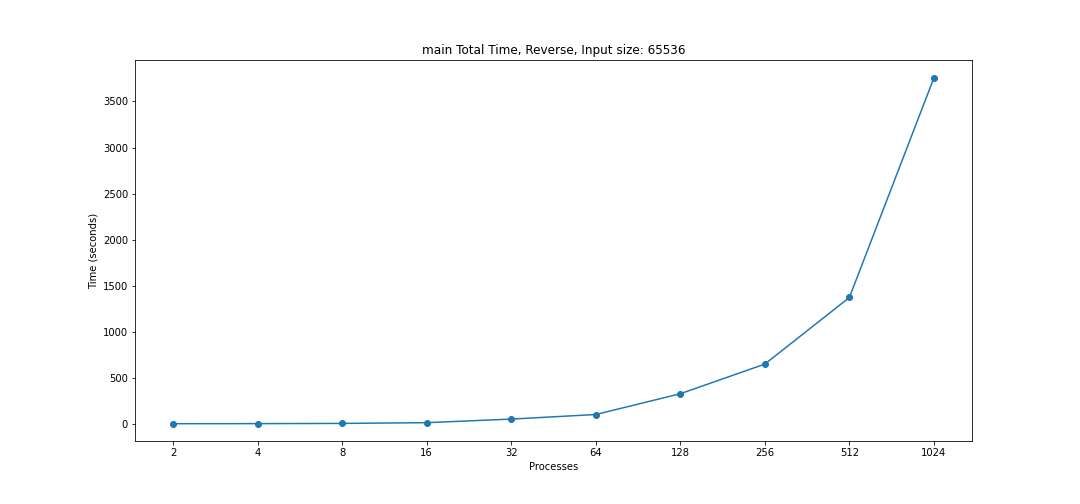 main Total Time, Reverse, Input size: 65536
Time (seconds)
3500
3000
2500
2000
1500
1000
500
0
2 4 8 16 32 64 128 256 512 1024
Processes